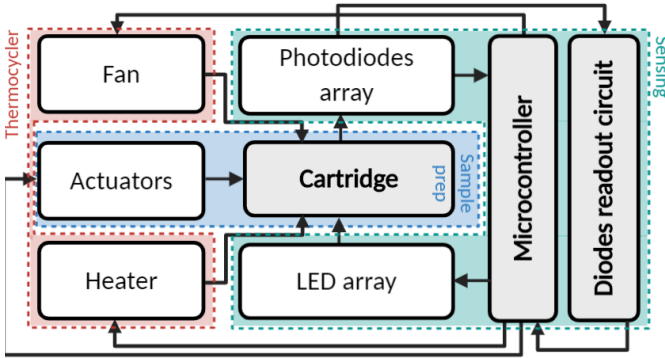 Thermocycler
Fan
Photodiodes
array
Microcontroller
Diodes readout circuit
Sensing
Actuators
Cartridge
Sample
prep
Heater
LED array